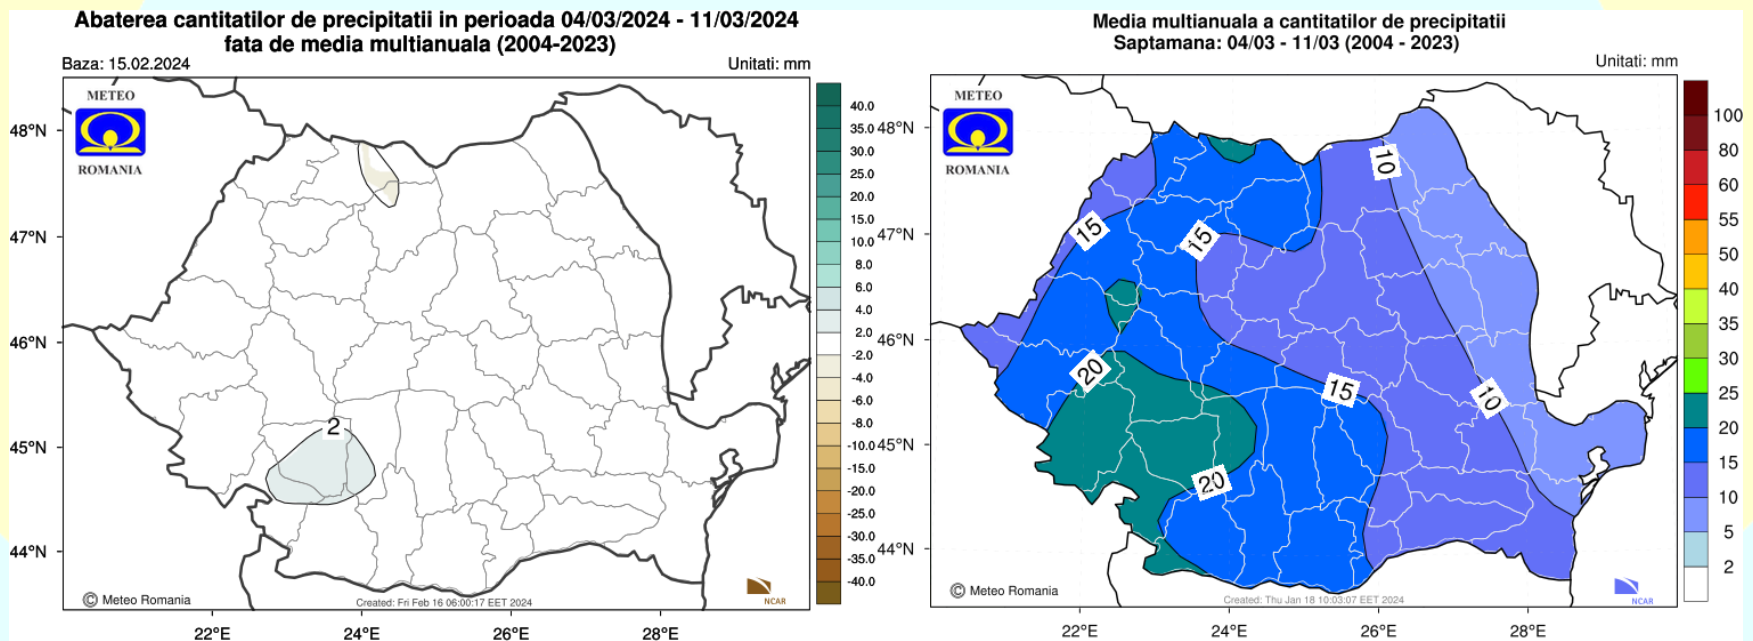 Abaterea cantitatilor de precipitatii in perioada 04/03/2024 - 11/03/2024
fata de media multianuala (2004-2023)
Baza: 15.02.2024
Unitati: mm
METEO
ROMANIA
48°N
47°N
46°N
45°N
44°N
22°E
24°E
26°E
28°E
2
© Meteo Romania
Created: Fri Feb 16 06:00:17 EET 2024
NCAR
40.0
35.0
30.0
25.0
20.0
15.0
10.0
8.0
6.0
4.0
2.0
-2.0
-4.0
-6.0
-8.0
-10.0
-15.0
-20.0
-25.0
-30.0
-35.0
-40.0
Media multianuala a cantitatilor de precipitatii
Saptamana: 04/03 - 11/03 (2004 - 2023)
Unitati: mm
METEO
ROMANIA
48°N
47°N
46°N
45°N
44°N
22°E
24°E
26°E
28°E
10
15
15
20
15
10
20
© Meteo Romania
Created: Thu Jan 18 10:03:07 EET 2024
NCAR
100
80
60
55
50
40
35
30
25
20
15
10
5
2